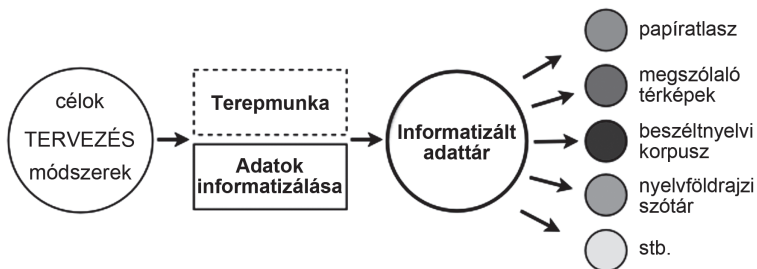 célok
TERVEZÉS
módszerek
Terepmunka
Adatok
informatizálása
Informatizált
adattár
papíratlasz
megszólaló
térképek
beszéltnyelvi
korpusz
nyelvföldrajzi
szótár
stb.